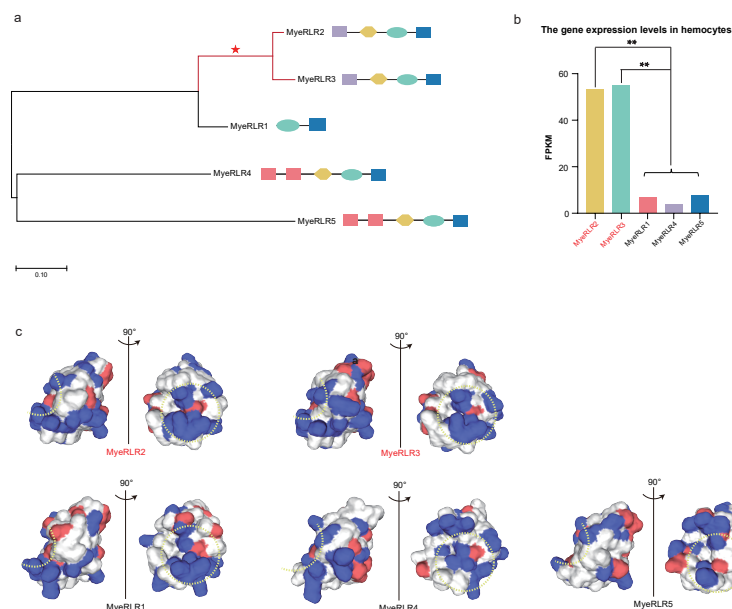 a
MyeRLR2
MyeRLR3
MyeRLR1
MyeRLR4
MyeRLR5
0.10
b
The gene expression levels in hemocytes
**
**
60
40
20
0
FPKM
MyeRLR2
MyeRLR3
MyeRLR1
MyeRLR4
MyeRLR5
c
90°
MyeRLR2
90°
a
MyeRLR3
90°
MyeRLR1
90°
MyeRLR4
90°
MyeRLR5